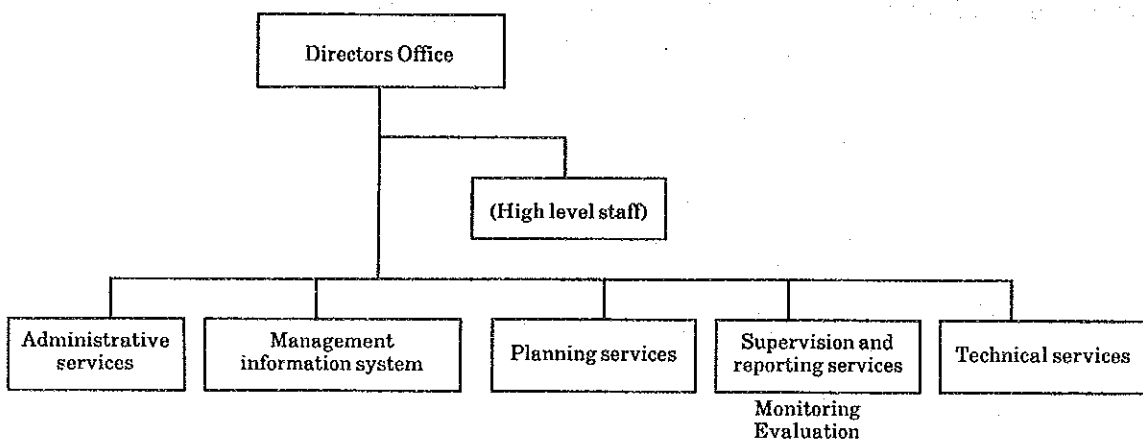 Directors Office
(High level staff)
Administrative
services
Management
information system
Planning services
Supervision and
reporting services
Technical services
Monitoring
Evaluation